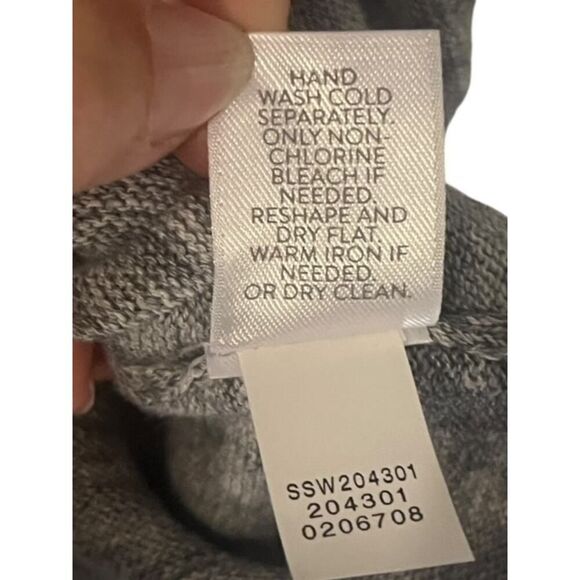 HAND
WASH COLD
SEPARATELY.
ONLY NON-
CHLORINE
BLEACH IF
NEEDED.
RESHAPE AND
DRY FLAT,
WARM IRON IF
NEEDED.
OR DRY CLEAN.
SSW204301
204301
0206708